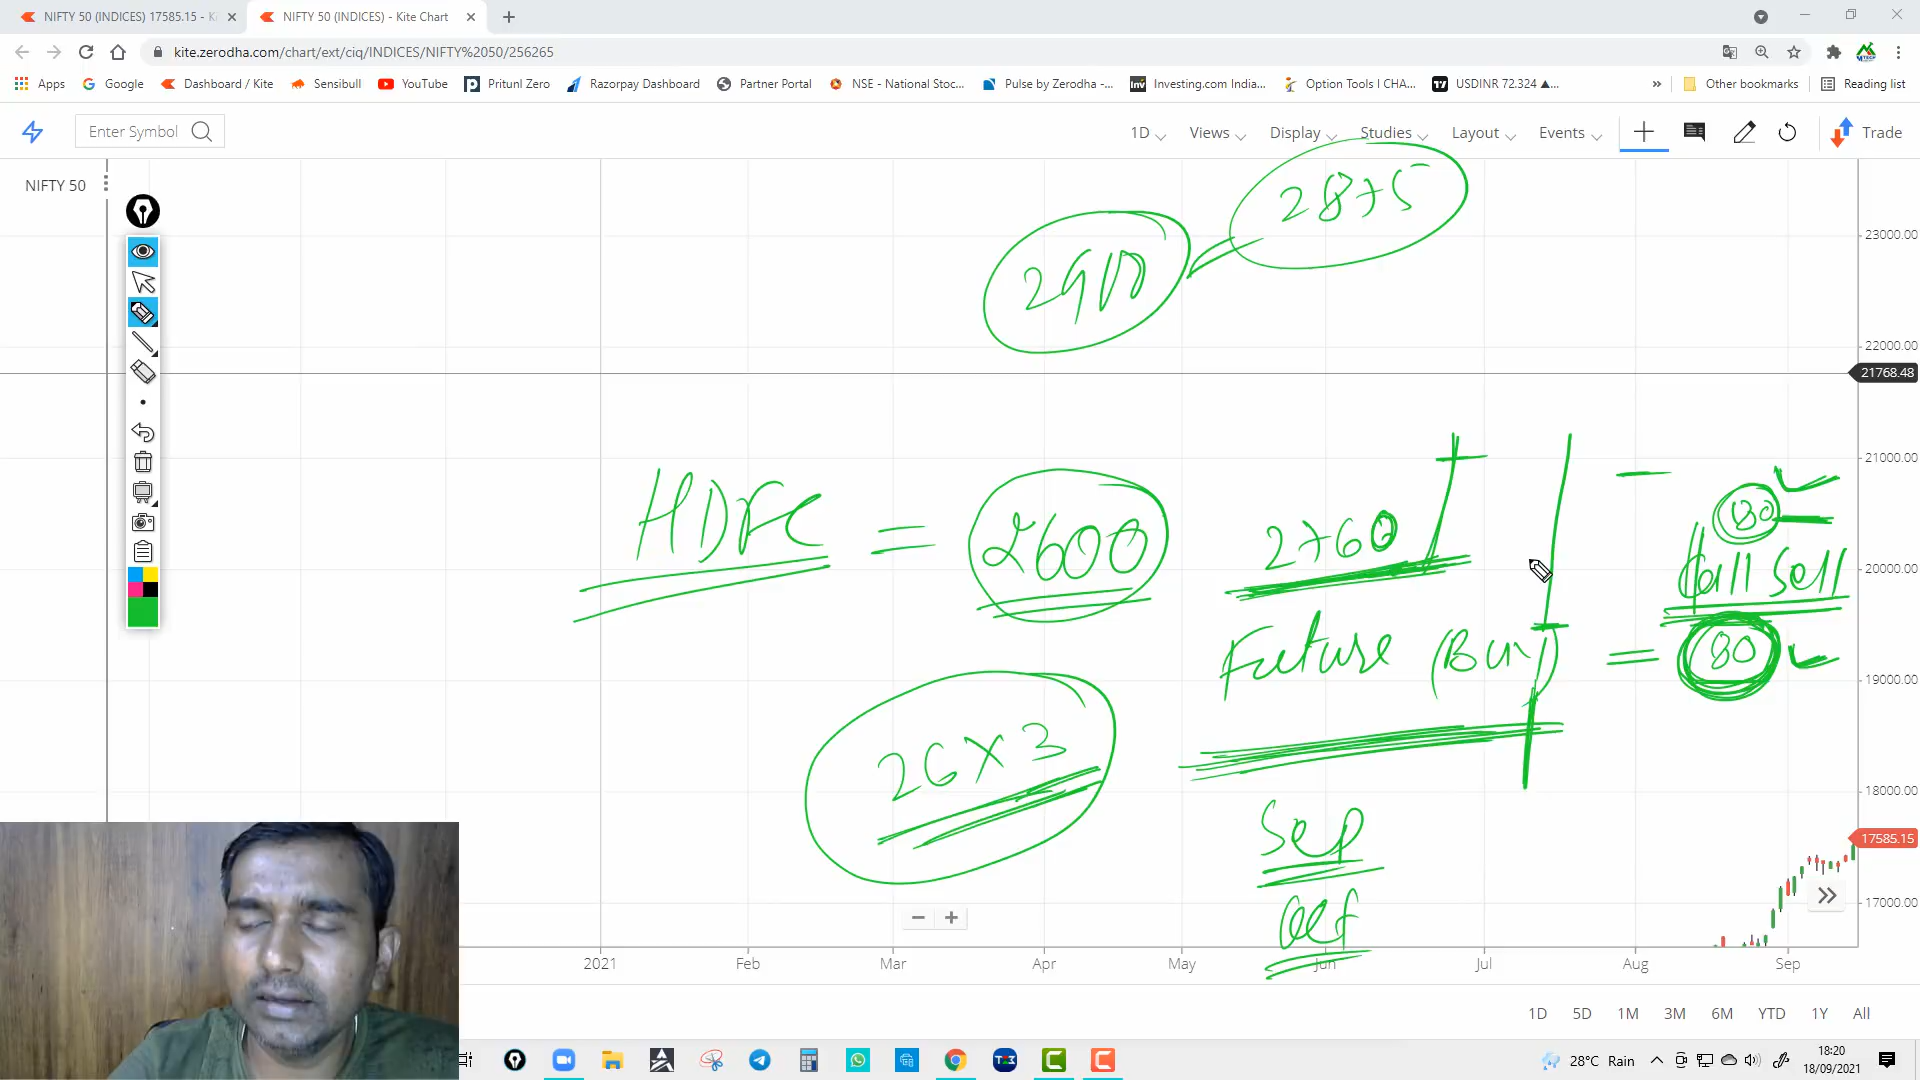 NIFTY 50 (INDICES) 17585.15 - Ki
NIFTY 50 (INDICES) - Kite Chart
kite.zerodha.com/chart/ext/ciq/INDICES/NIFTY%2050/256265
Apps Google Dashboard / Kite Sensibull YouTube Pritunl Zero Razorpay Dashboard Partner Portal NSE - National Stoc... Pulse by Zerodha -... Investing.com India... Option Tools I CHA... USDINR 72.324 ▲... » Other bookmarks Reading list
Enter Symbol 1D Views Display Studies Layout Events Trade
NIFTY 50
2875
2900
23000.00
22000.00
21768.48
21000.00
HDFC = 2600
2760
Call Sell
80
20000.00
Future (Buy) = 80
19000.00
26 X 3
18000.00
Sep
17585.15
Oct
17000.00
2021 Feb Mar Apr May Jun Jul Aug Sep
1D 5D 1M 3M 6M YTD 1Y All
28°C Rain
18:20
18/09/2021